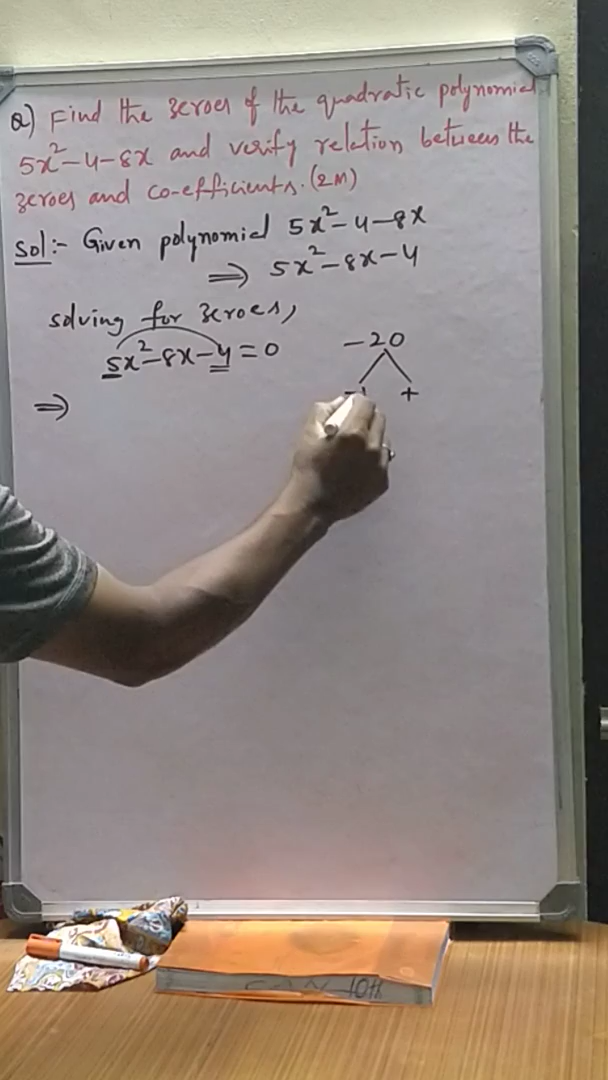 Q) Find the zeroes of the quadratic polynomial
5x²-4-8x and verify relation between the
zeroes and co-efficients. (2M)
Sol:- Given polynomial 5x²-4-8x
⇒ 5x²-8x-4
solving for zeroes,
5x²-8x-4=0
-20
⇒
- +
10th